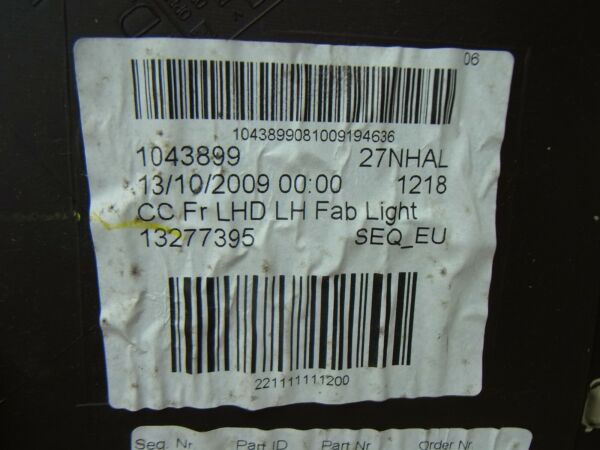 06
1043899081009194636
1043899 27NHAL
13/10/2009 00:00 1218
CC Fr LHD LH Fab Light
13277395 SEQ_EU
221111111200
Seq. Nr Part ID Part Nr Order Nr